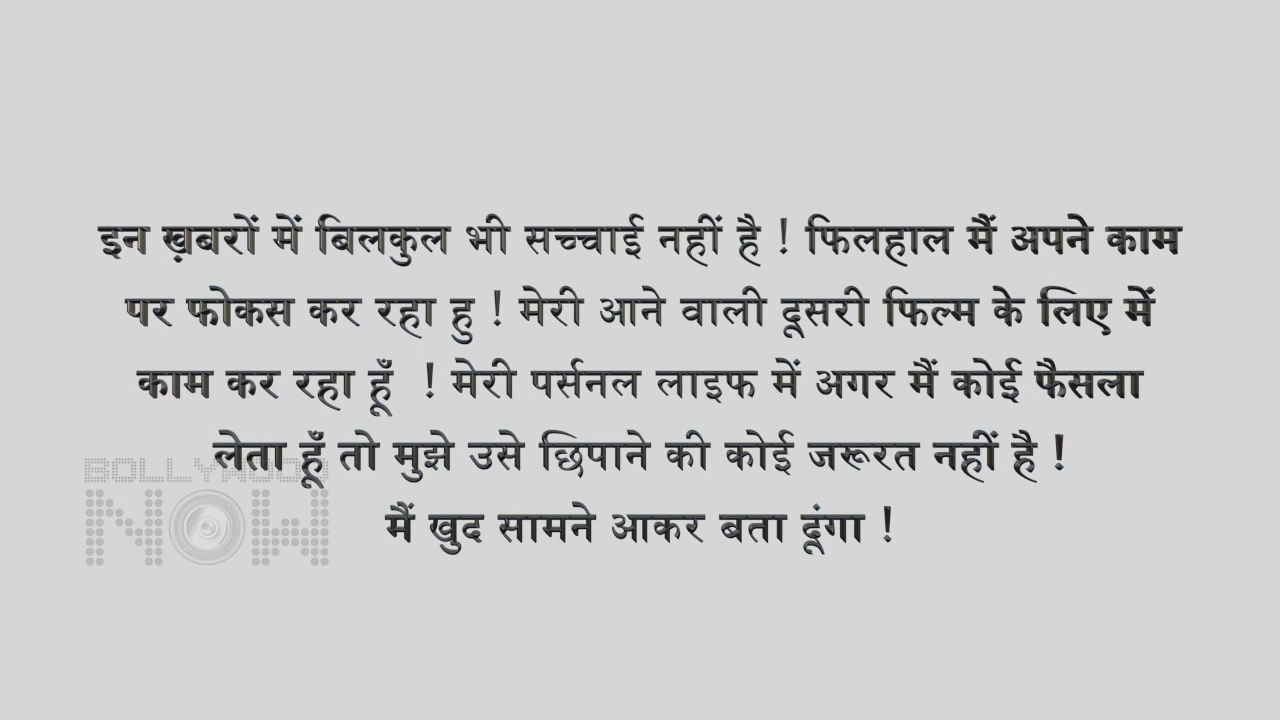 इन ख़बरों में बिलकुल भी सच्चाई नहीं है ! फिलहाल मैं अपने काम
पर फोकस कर रहा हु ! मेरी आने वाली दूसरी फिल्म के लिए में
काम कर रहा हूँ ! मेरी पर्सनल लाइफ में अगर मैं कोई फैसला
लेता हूँ तो मुझे उसे छिपाने की कोई जरूरत नहीं है !
मैं खुद सामने आकर बता दूंगा !
BOLLYWOOD
NOW